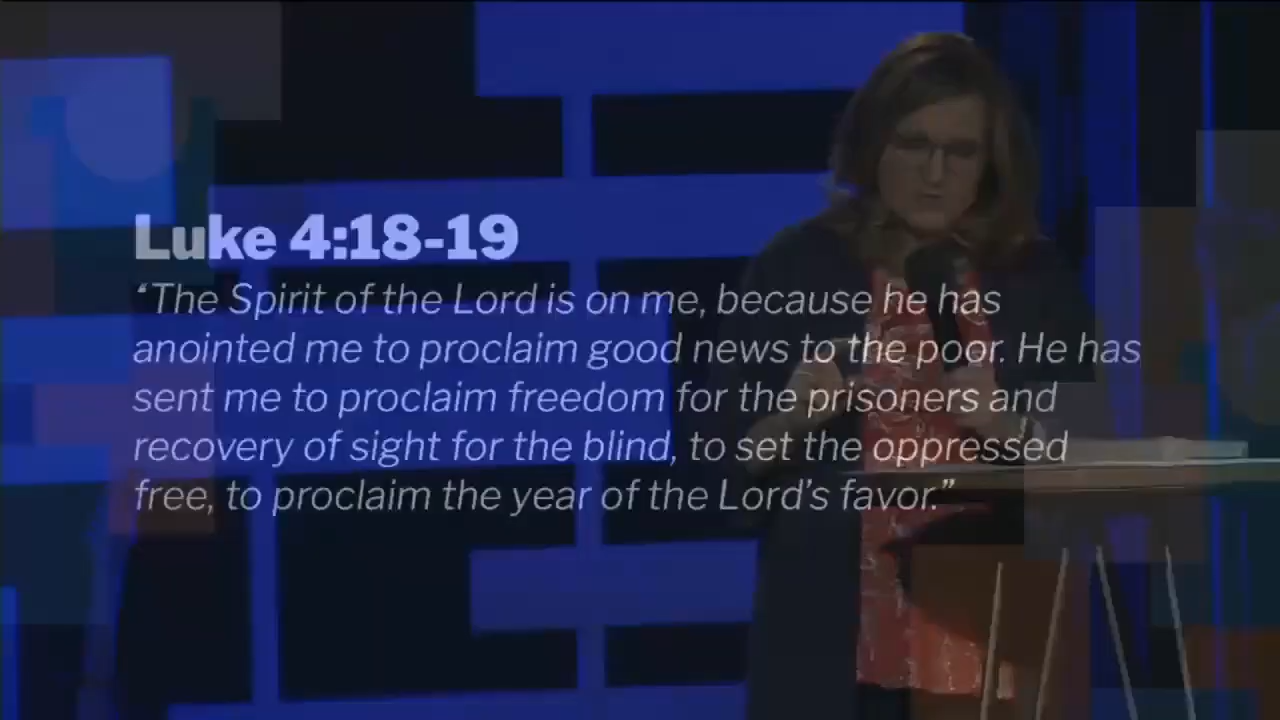 Luke 4:18-19
“The Spirit of the Lord is on me, because he has
anointed me to proclaim good news to the poor. He has
sent me to proclaim freedom for the prisoners and
recovery of sight for the blind, to set the oppressed
free, to proclaim the year of the Lord’s favor.”